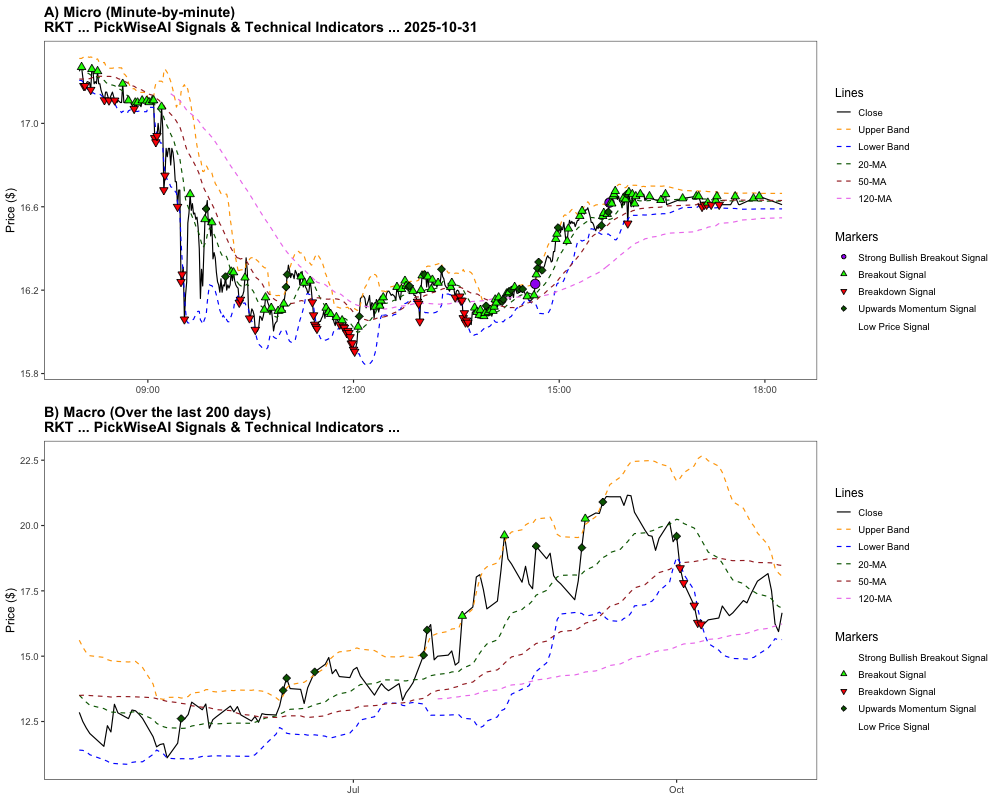 A) Micro (Minute-by-minute)
RKT ... PickWiseAI Signals & Technical Indicators ... 2025-10-31
Price ($)
17.0
16.6
16.2
15.8
09:00
12:00
15:00
18:00
Lines
Close
Upper Band
Lower Band
20-MA
50-MA
120-MA
Markers
Strong Bullish Breakout Signal
Breakout Signal
Breakdown Signal
Upwards Momentum Signal
Low Price Signal
B) Macro (Over the last 200 days)
RKT ... PickWiseAI Signals & Technical Indicators ...
Price ($)
22.5
20.0
17.5
15.0
12.5
Jul
Oct
Lines
Close
Upper Band
Lower Band
20-MA
50-MA
120-MA
Markers
Strong Bullish Breakout Signal
Breakout Signal
Breakdown Signal
Upwards Momentum Signal
Low Price Signal